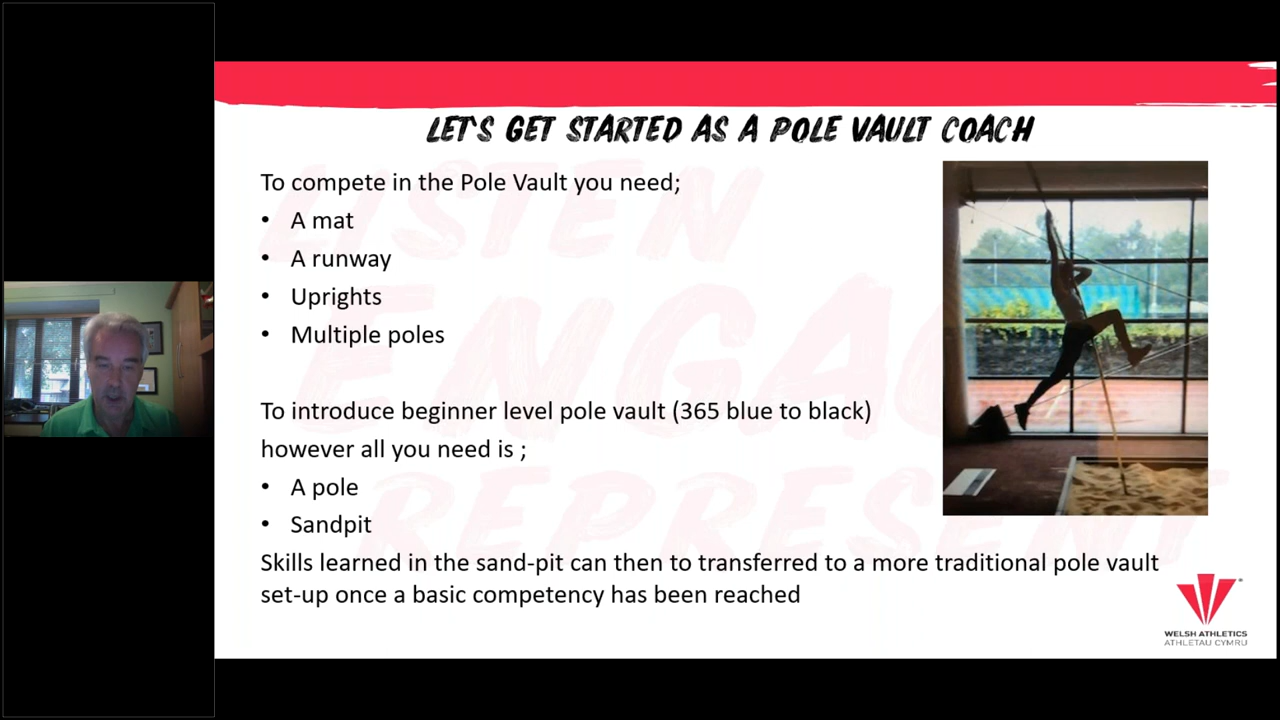 LET'S GET STARTED AS A POLE VAULT COACH
To compete in the Pole Vault you need;
• A mat
• A runway
• Uprights
• Multiple poles
To introduce beginner level pole vault (365 blue to black)
however all you need is ;
• A pole
• Sandpit
Skills learned in the sand-pit can then to transferred to a more traditional pole vault
set-up once a basic competency has been reached
LISTEN
ENGAG
REPRESENT
WELSH ATHLETICS
ATHLETAU CYMRU